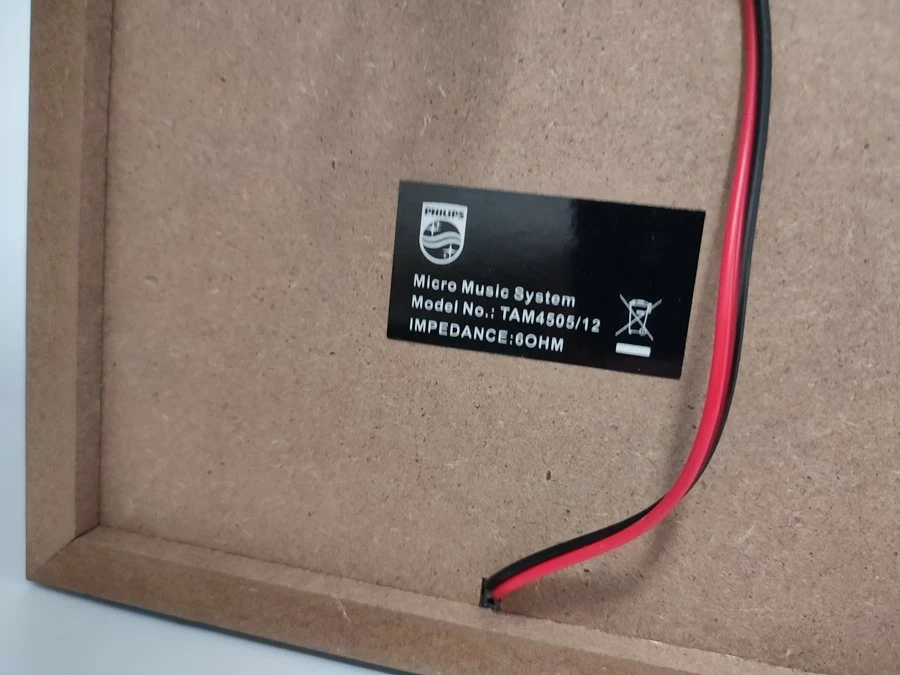 PHILIPS
Micro Music System
Model No.: TAM4505/12
IMPEDANCE:6OHM